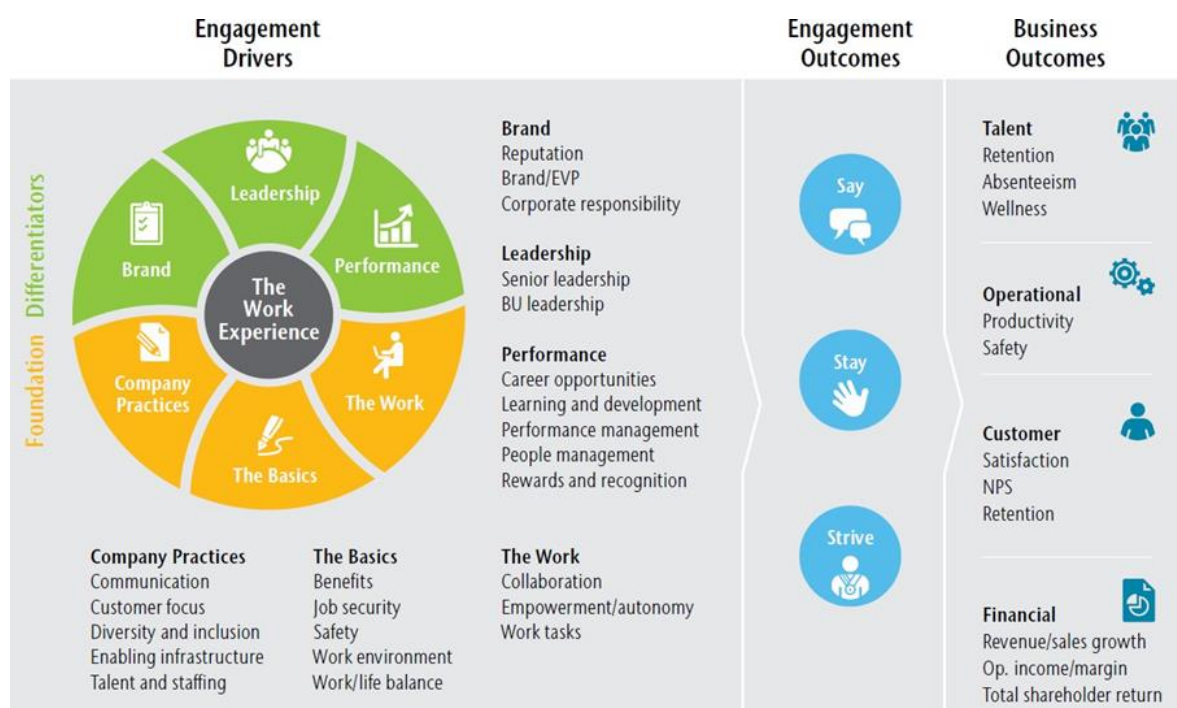 Engagement
Drivers
Engagement
Outcomes
Business
Outcomes
Differentiators
Foundation
Leadership
Brand
Performance
The
Work
Experience
Company
Practices
The Work
The Basics
Brand
Reputation
Brand/EVP
Corporate responsibility
Leadership
Senior leadership
BU leadership
Performance
Career opportunities
Learning and development
Performance management
People management
Rewards and recognition
Company Practices
Communication
Customer focus
Diversity and inclusion
Enabling infrastructure
Talent and staffing
The Basics
Benefits
Job security
Safety
Work environment
Work/life balance
The Work
Collaboration
Empowerment/autonomy
Work tasks
Say
Stay
Strive
Talent
Retention
Absenteeism
Wellness
Operational
Productivity
Safety
Customer
Satisfaction
NPS
Retention
Financial
Revenue/sales growth
Op. income/margin
Total shareholder return